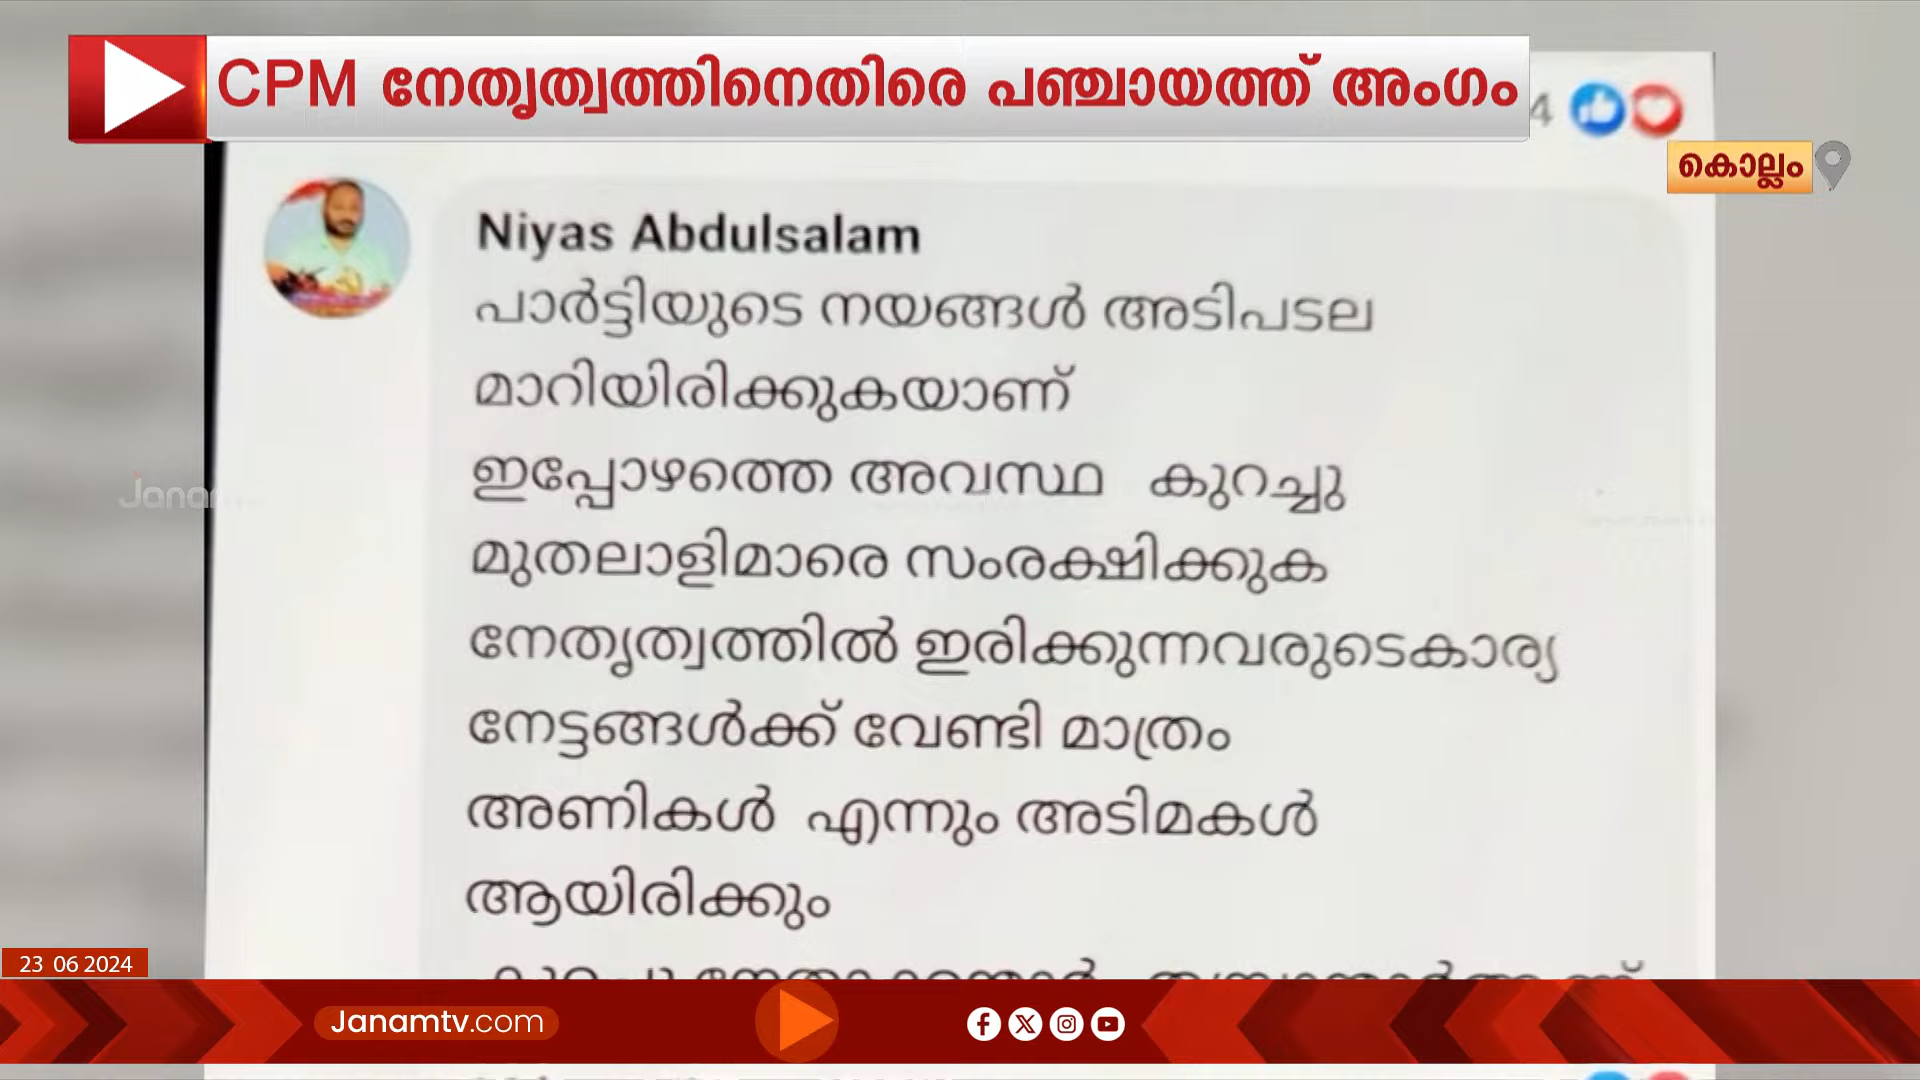 CPM നേതൃത്വത്തിനെതിരെ പഞ്ചായത്ത് അംഗം
4
കൊല്ലം
Niyas Abdulsalam
പാർട്ടിയുടെ നയങ്ങൾ അടിപടല
മാറിയിരിക്കുകയാണ്
ഇപ്പോഴത്തെ അവസ്ഥ കുറച്ചു
മുതലാളിമാരെ സംരക്ഷിക്കുക
നേതൃത്വത്തിൽ ഇരിക്കുന്നവരുടെകാര്യ
നേട്ടങ്ങൾക്ക് വേണ്ടി മാത്രം
അണികൾ എന്നും അടിമകൾ
ആയിരിക്കും
23 06 2024
Janamtv.com